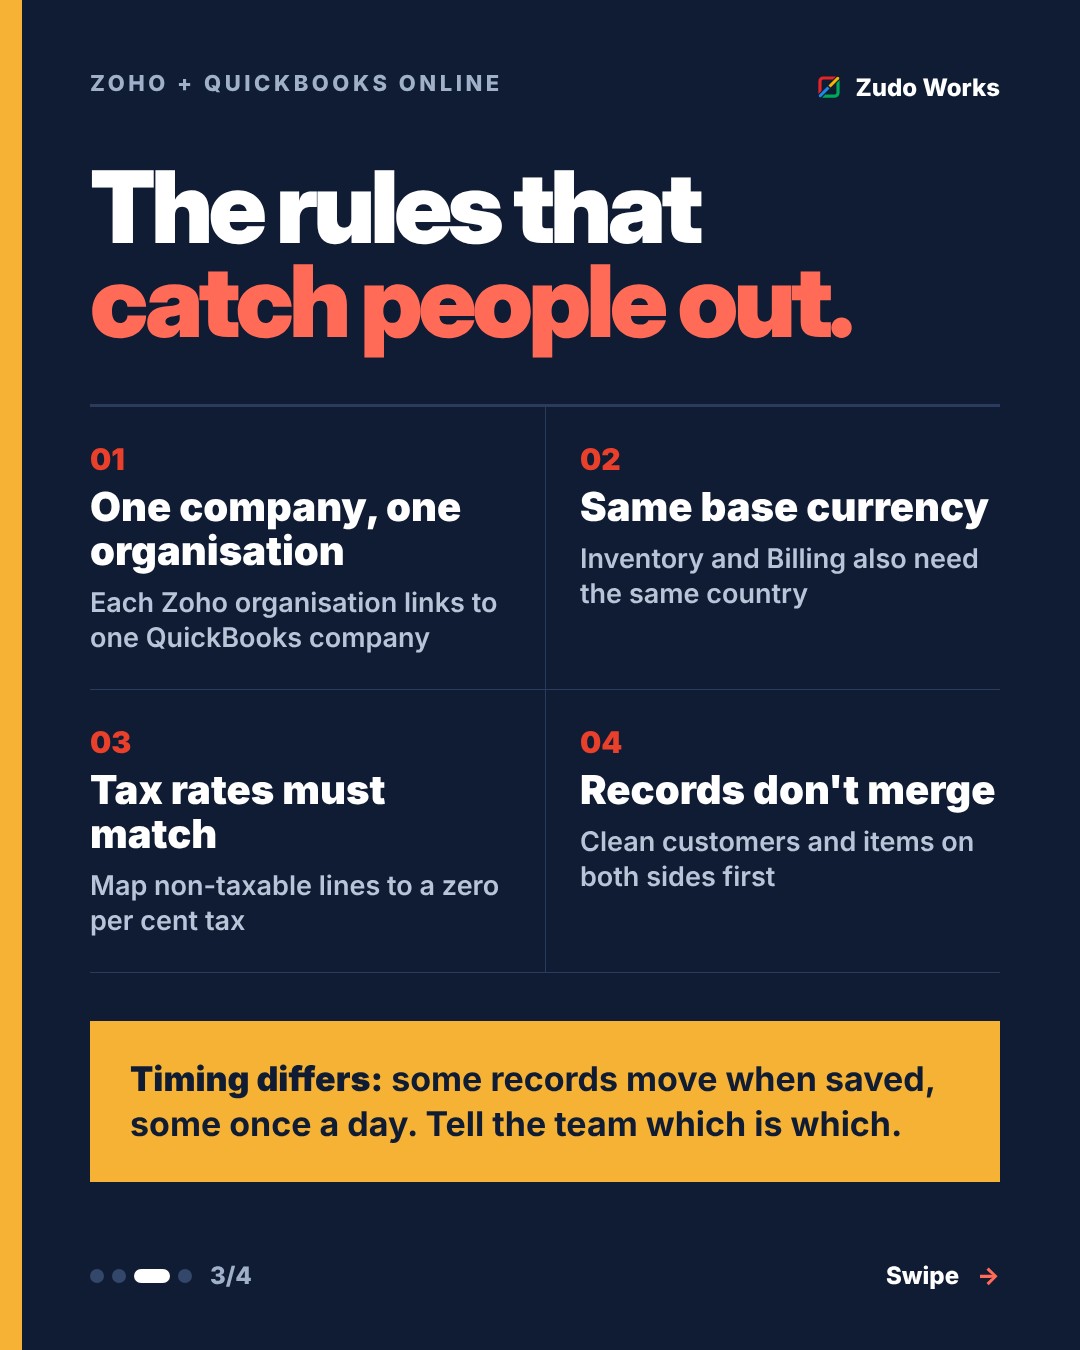 ZOHO + QUICKBOOKS ONLINE
Zudo Works
The rules that
catch people out.
01
One company, one
organisation
Each Zoho organisation links to
one QuickBooks company
02
Same base currency
Inventory and Billing also need
the same country
03
Tax rates must
match
Map non-taxable lines to a zero
per cent tax
04
Records don't merge
Clean customers and items on
both sides first
Timing differs: some records move when saved,
some once a day. Tell the team which is which.
3/4
Swipe →